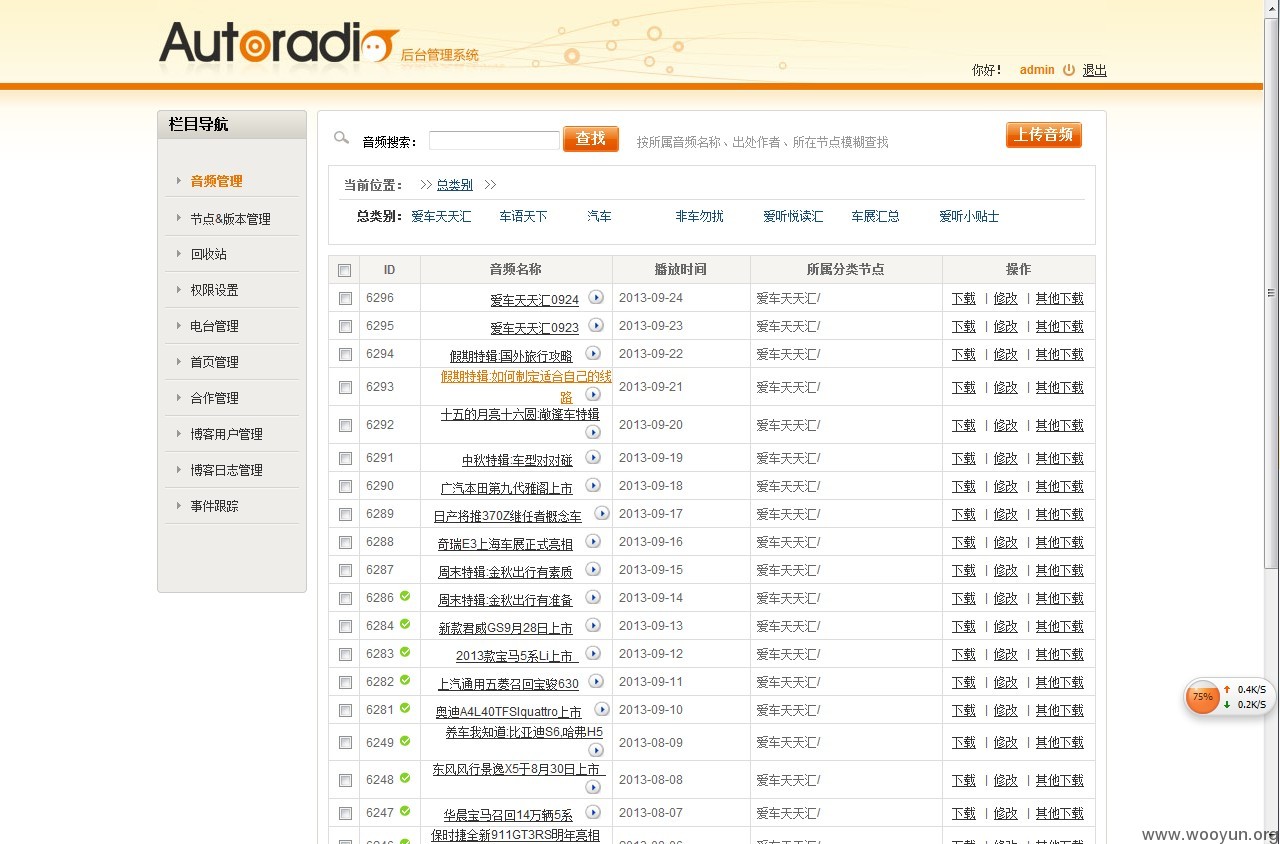 Autoradio 后台管理系统
你好! admin 退出
栏目导航
音频管理
节点&版本管理
回收站
权限设置
电台管理
首页管理
合作管理
博客用户管理
博客日志管理
事件跟踪
音频搜索: 查找 按所属音频名称、出处作者、所在节点模糊查找 上传音频
当前位置: >> 总类别 >>
总类别: 爱车天天汇 车语天下 汽车 非车勿扰 爱听悦读汇 车展汇总 爱听小贴士
ID 音频名称 播放时间 所属分类节点 操作
6296 爱车天天汇0924 2013-09-24 爱车天天汇/ 下载 | 修改 | 其他下载
6295 爱车天天汇0923 2013-09-23 爱车天天汇/ 下载 | 修改 | 其他下载
6294 假期特辑:国外旅行攻略 2013-09-22 爱车天天汇/ 下载 | 修改 | 其他下载
6293 假期特辑:如何制定适合自己的线
路 2013-09-21 爱车天天汇/ 下载 | 修改 | 其他下载
6292 十五的月亮十六圆:敞篷车特辑 2013-09-20 爱车天天汇/ 下载 | 修改 | 其他下载
6291 中秋特辑:车型对对碰 2013-09-19 爱车天天汇/ 下载 | 修改 | 其他下载
6290 广汽本田第九代雅阁上市 2013-09-18 爱车天天汇/ 下载 | 修改 | 其他下载
6289 日产将推370Z继任者概念车 2013-09-17 爱车天天汇/ 下载 | 修改 | 其他下载
6288 奇瑞E3上海车展正式亮相 2013-09-16 爱车天天汇/ 下载 | 修改 | 其他下载
6287 周末特辑:金秋出行有素质 2013-09-15 爱车天天汇/ 下载 | 修改 | 其他下载
6286 周末特辑:金秋出行有准备 2013-09-14 爱车天天汇/ 下载 | 修改 | 其他下载
6284 新款君威GS9月28日上市 2013-09-13 爱车天天汇/ 下载 | 修改 | 其他下载
6283 2013款宝马5系Li上市 2013-09-12 爱车天天汇/ 下载 | 修改 | 其他下载
6282 上汽通用五菱召回宝骏630 2013-09-11 爱车天天汇/ 下载 | 修改 | 其他下载
6281 奥迪A4L40TFSIquattro上市 2013-09-10 爱车天天汇/ 下载 | 修改 | 其他下载
6249 养车我知道:比亚迪S6,哈弗H5 2013-08-09 爱车天天汇/ 下载 | 修改 | 其他下载
6248 东风风行景逸X5于8月30日上市 2013-08-08 爱车天天汇/ 下载 | 修改 | 其他下载
6247 华晨宝马召回14万辆5系 2013-08-07 爱车天天汇/ 下载 | 修改 | 其他下载
保时捷全新911GT3RS明年亮相
75% 0.4K/S
0.2K/S
www.wooyun.org